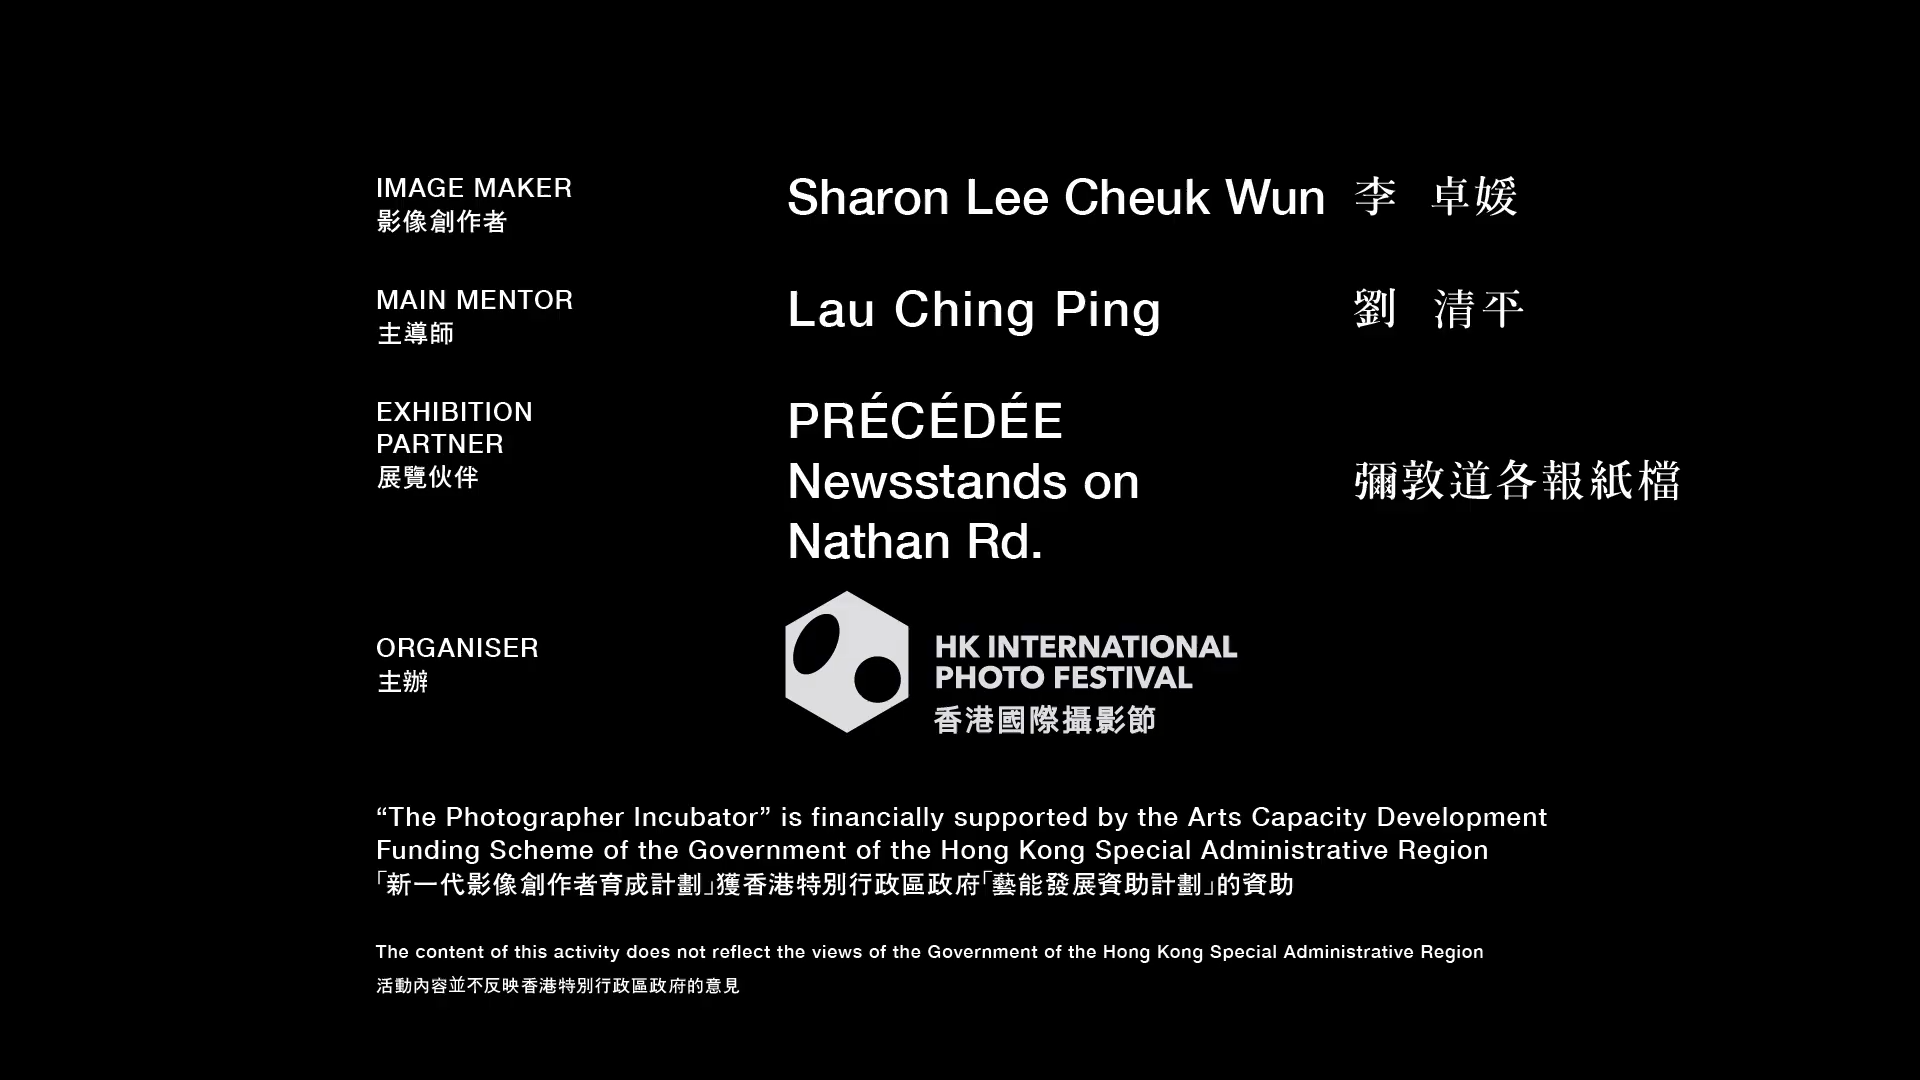 IMAGE MAKER
影像創作者
Sharon Lee Cheuk Wun 李 卓媛
MAIN MENTOR
主導師
Lau Ching Ping 劉 清平
EXHIBITION
PARTNER
展覽伙伴
PRÉCÉDÉE
Newsstands on
Nathan Rd.
彌敦道各報紙檔
ORGANISER
主辦
HK INTERNATIONAL
PHOTO FESTIVAL
香港國際攝影節
“The Photographer Incubator” is financially supported by the Arts Capacity Development
Funding Scheme of the Government of the Hong Kong Special Administrative Region
「新一代影像創作者育成計劃」獲香港特別行政區政府「藝能發展資助計劃」的資助
The content of this activity does not reflect the views of the Government of the Hong Kong Special Administrative Region
活動內容並不反映香港特別行政區政府的意見